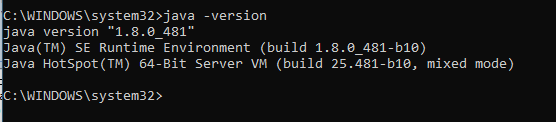 C:\WINDOWS\system32>java -version
java version "1.8.0_481"
Java(TM) SE Runtime Environment (build 1.8.0_481-b10)
Java HotSpot(TM) 64-Bit Server VM (build 25.481-b10, mixed mode)
C:\WINDOWS\system32>